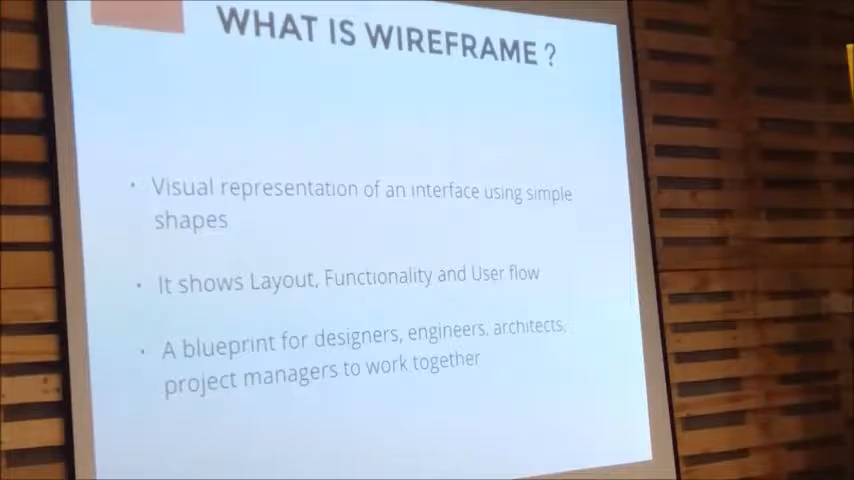 WHAT IS WIREFRAME?
• Visual representation of an interface using simple
shapes
• It shows Layout, Functionality and User flow
• A blueprint for designers, engineers, architects,
project managers to work together